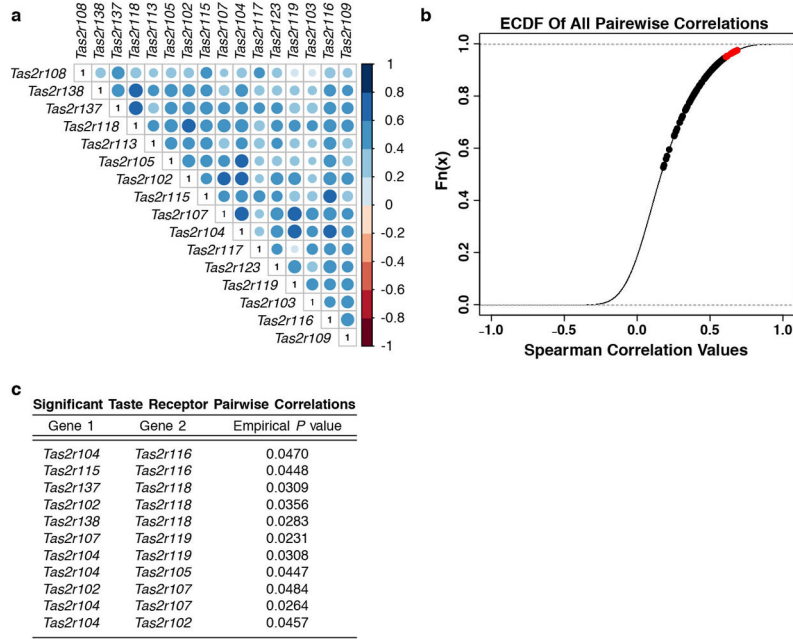 a
Tas2r108 Tas2r138 Tas2r137 Tas2r118 Tas2r113 Tas2r105 Tas2r102 Tas2r115 Tas2r107 Tas2r104 Tas2r117 Tas2r123 Tas2r119 Tas2r103 Tas2r116 Tas2r109
Tas2r108 1
Tas2r138 1
Tas2r137 1
Tas2r118 1
Tas2r113 1
Tas2r105 1
Tas2r102 1
Tas2r115 1
Tas2r107 1
Tas2r104 1
Tas2r117 1
Tas2r123 1
Tas2r119 1
Tas2r103 1
Tas2r116 1
Tas2r109 1
1
0.8
0.6
0.4
0.2
0
-0.2
-0.4
-0.6
-0.8
-1
b
ECDF Of All Pairwise Correlations
Fn(x)
1.0
0.8
0.6
0.4
0.2
0.0
-1.0 -0.5 0.0 0.5 1.0
Spearman Correlation Values
c
Significant Taste Receptor Pairwise Correlations
Gene 1 Gene 2 Empirical P value
Tas2r104 Tas2r116 0.0470
Tas2r115 Tas2r116 0.0448
Tas2r137 Tas2r118 0.0309
Tas2r102 Tas2r118 0.0356
Tas2r138 Tas2r118 0.0283
Tas2r107 Tas2r119 0.0231
Tas2r104 Tas2r119 0.0308
Tas2r104 Tas2r105 0.0447
Tas2r102 Tas2r107 0.0484
Tas2r104 Tas2r107 0.0264
Tas2r104 Tas2r102 0.0457